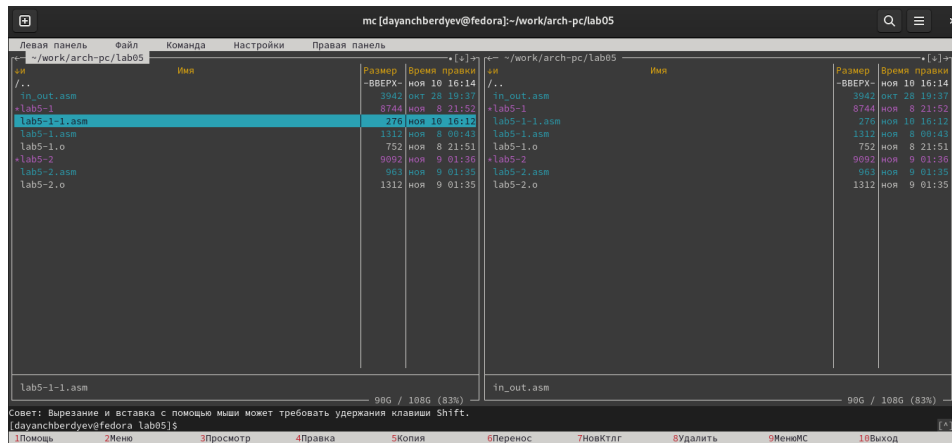 mc [dayanchberdyev@fedora]:~/work/arch-pc/lab05
Левая панель Файл Команда Настройки Правая панель
~/work/arch-pc/lab05 .[↓] ~/work/arch-pc/lab05 .[↓]
↓и Имя Размер Время правки ↓и Имя Размер Время правки
/.. -ВВЕРХ- ноя 10 16:14 /.. -ВВЕРХ- ноя 10 16:14
in_out.asm 3942 окт 28 19:37 in_out.asm 3942 окт 28 19:37
*lab5-1 8744 ноя 8 21:52 *lab5-1 8744 ноя 8 21:52
lab5-1-1.asm 276 ноя 10 16:12 lab5-1-1.asm 276 ноя 10 16:12
lab5-1.asm 1312 ноя 8 00:43 lab5-1.asm 1312 ноя 8 00:43
lab5-1.o 752 ноя 8 21:51 lab5-1.o 752 ноя 8 21:51
*lab5-2 9092 ноя 9 01:36 *lab5-2 9092 ноя 9 01:36
lab5-2.asm 963 ноя 9 01:35 lab5-2.asm 963 ноя 9 01:35
lab5-2.o 1312 ноя 9 01:35 lab5-2.o 1312 ноя 9 01:35
lab5-1-1.asm in_out.asm
90G / 108G (83%) 90G / 108G (83%)
Совет: Вырезание и вставка с помощью мыши может требовать удержания клавиши Shift.
[dayanchberdyev@fedora lab05]$
1Помощь 2Меню 3Просмотр 4Правка 5Копия 6Перенос 7НовКтлг 8Удалить 9МенюMC 10Выход